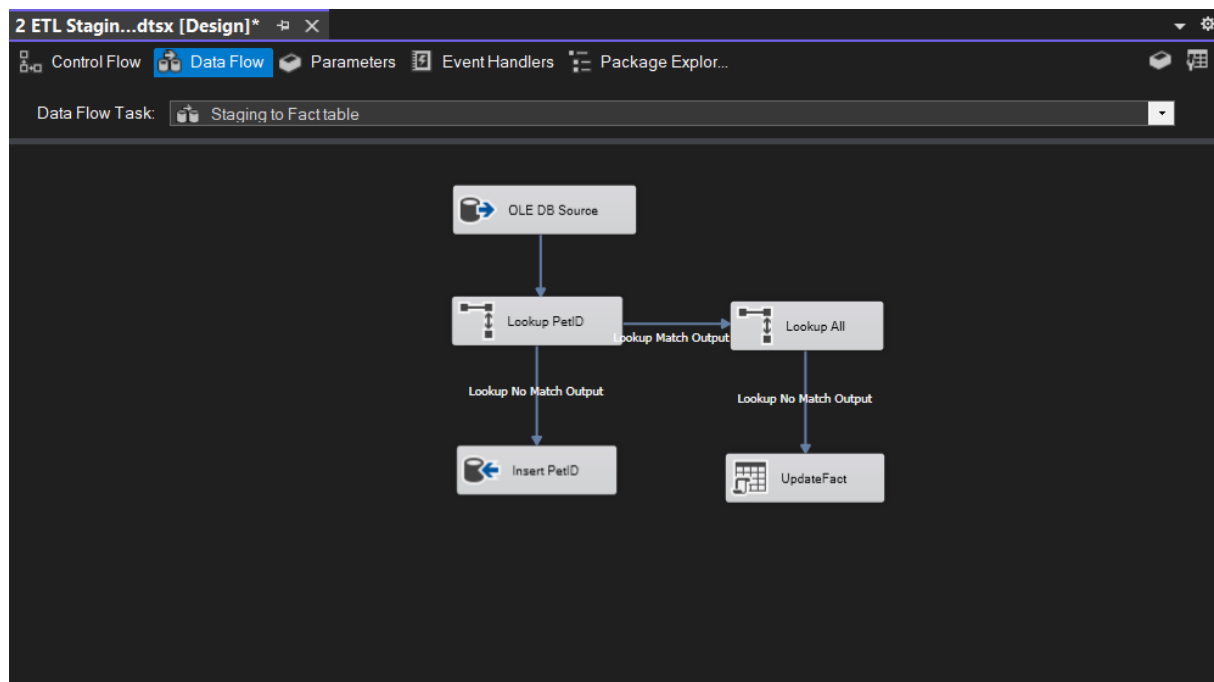 2 ETL Stagin...dtsx [Design]*
Control Flow Data Flow Parameters Event Handlers Package Explor...
Data Flow Task: Staging to Fact table
OLE DB Source
Lookup PetID
Lookup Match Output
Lookup All
Lookup No Match Output
Lookup No Match Output
Insert PetID
UpdateFact